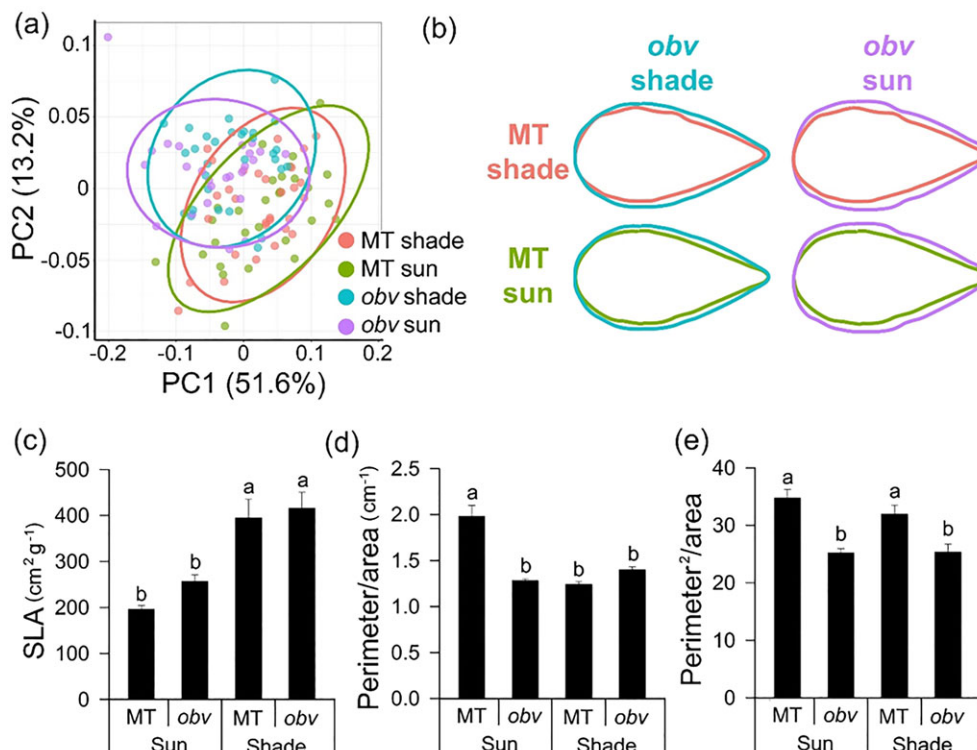 (a)
PC2 (13.2%)
0.1
0.05
0
-0.05
-0.1
-0.2
-0.1
0
0.1
0.2
PC1 (51.6%)
MT shade
MT sun
obv shade
obv sun
(b)
obv
shade
obv
sun
MT
shade
MT
sun
(c)
SLA (cm² g⁻¹)
500
400
300
200
100
0
b
b
a
a
MT
obv
MT
obv
Sun
Shade
(d)
Perimeter/area (cm⁻¹)
2.5
2.0
1.5
1.0
0.5
0.0
a
b
b
b
MT
obv
MT
obv
Sun
Shade
(e)
Perimeter²/area
40
30
20
10
0
a
b
a
b
MT
obv
MT
obv
Sun
Shade